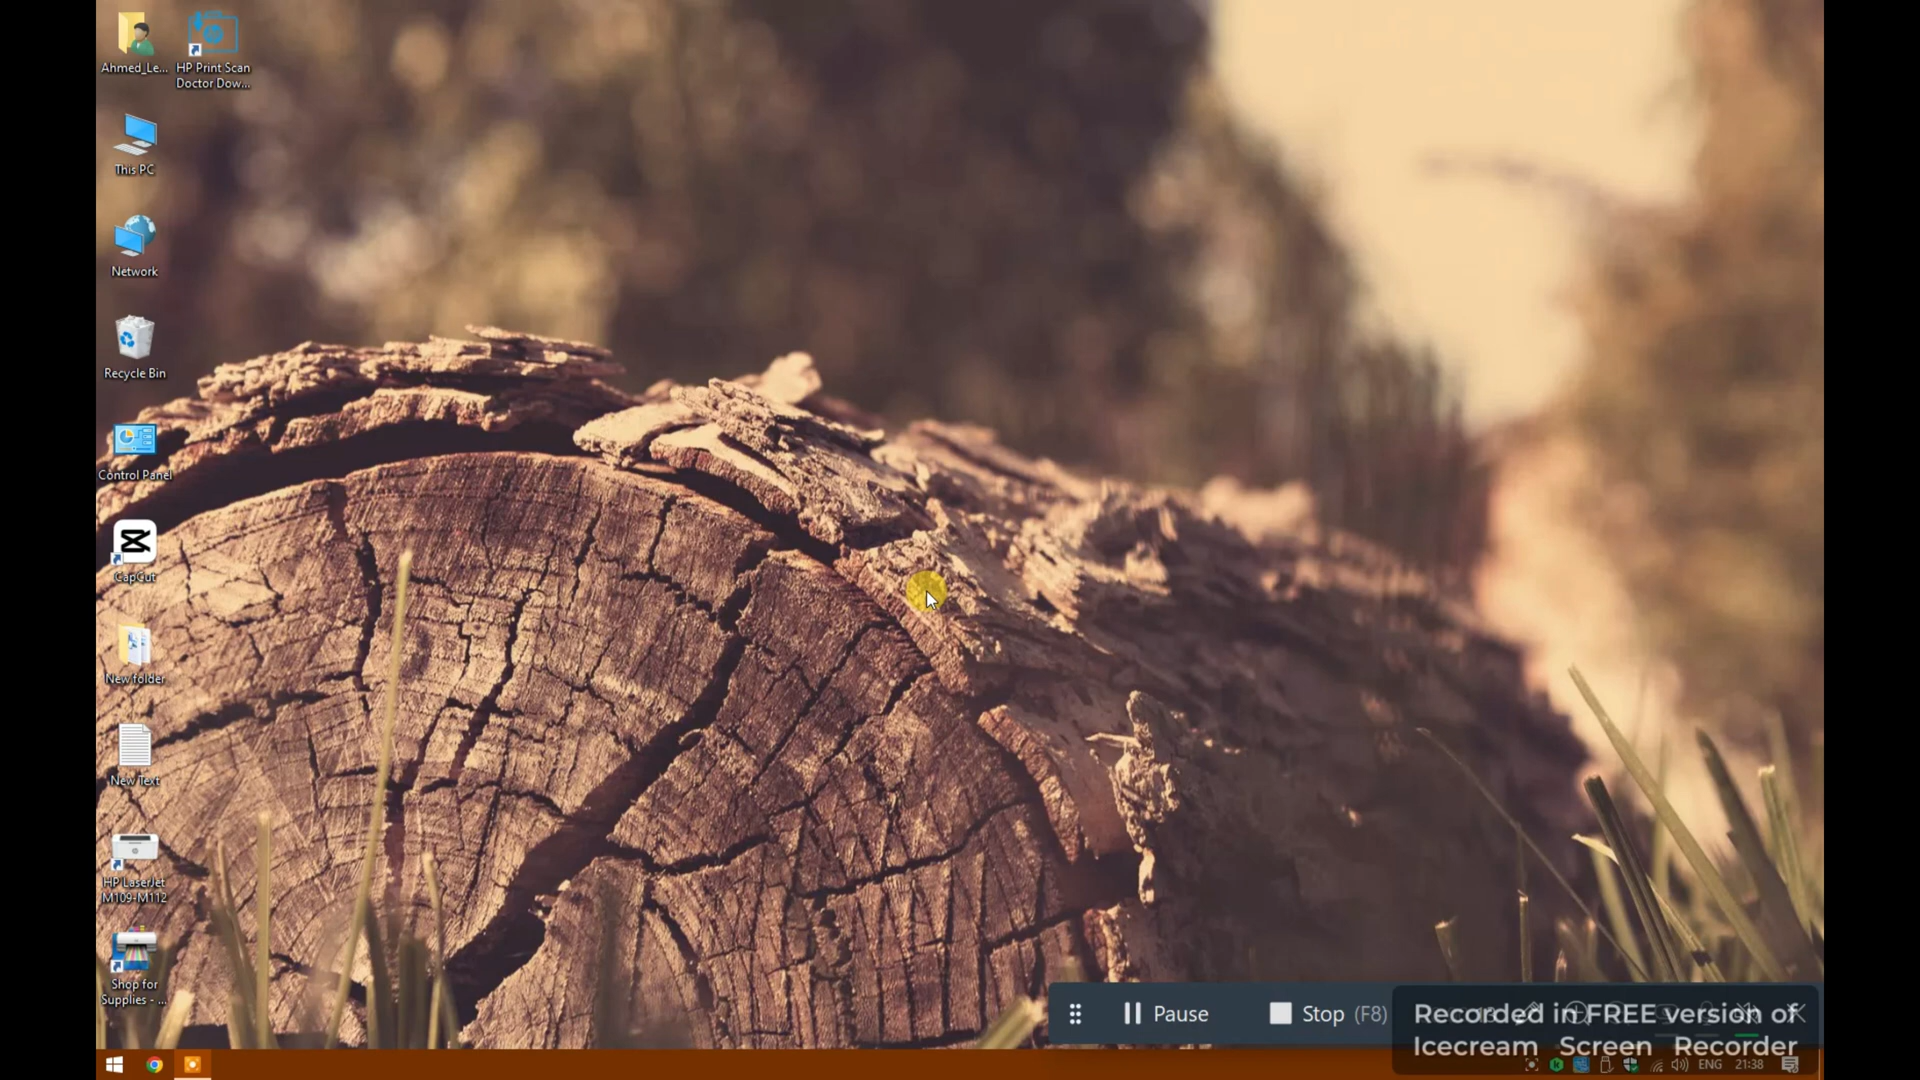 Ahmed_Le...
HP Print Scan
Doctor Dow...
This PC
Network
Recycle Bin
Control Panel
CapCut
New folder
New Text
HP LaserJet
M109-M112
Shop for
Supplies - ...
Pause
Stop (F8)
Recorded in FREE version of
Icecream Screen Recorder
ENG
21:38